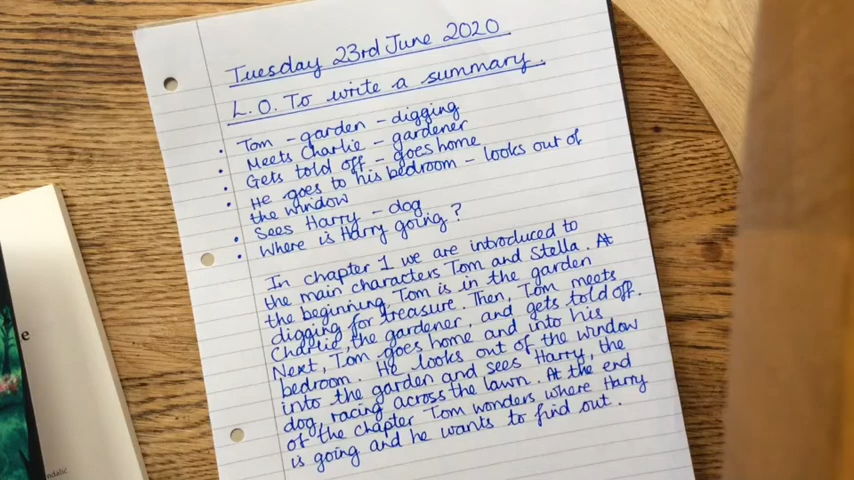 Tuesday 23rd June 2020
L.O. To write a summary.
• Tom - garden - digging
• Meets Charlie - gardener
• Gets told off - goes home
• He goes to his bedroom - looks out of
the window
• Sees Harry - dog
• Where is Harry going?
In chapter 1 we are introduced to
the main characters Tom and Stella. At
the beginning Tom is in the garden
digging for treasure. Then, Tom meets
Charlie, the gardener, and gets told off.
Next, Tom goes home and into his
bedroom. He looks out of the window
into the garden and sees Harry, the
dog, racing across the lawn. At the end
of the chapter Tom wonders where Harry
is going and he wants to find out.
e